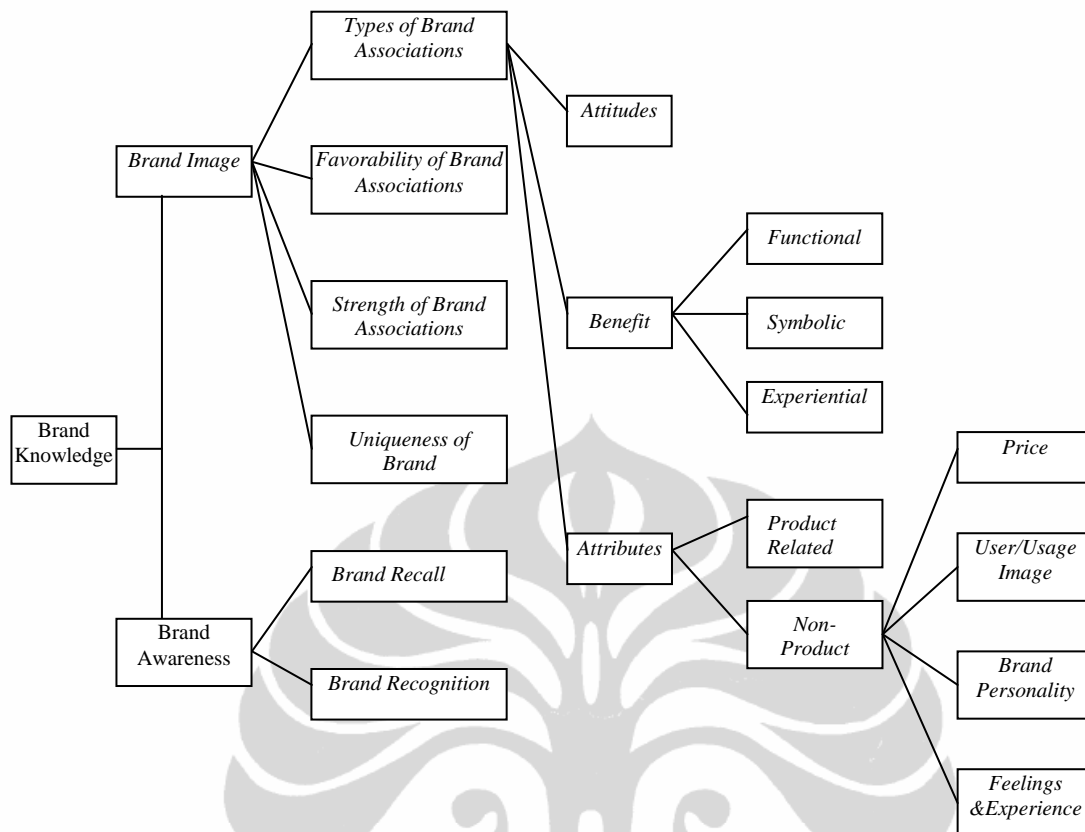 Types of Brand
Associations
Attitudes
Brand Image
Favorability of Brand
Associations
Functional
Strength of Brand
Associations
Benefit
Symbolic
Experiential
Brand
Knowledge
Uniqueness of
Brand
Price
Product
Related
Attributes
User/Usage
Image
Brand Recall
Non-
Product
Brand
Awareness
Brand Recognition
Brand
Personality
Feelings
&Experience